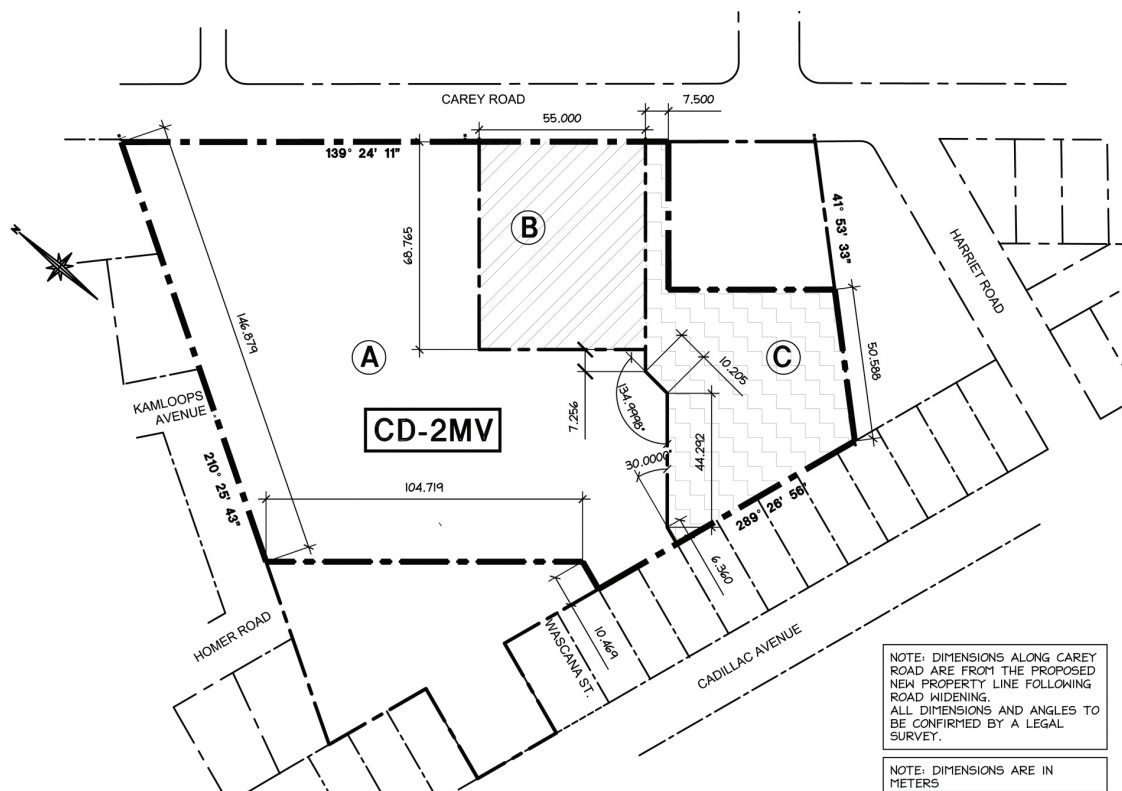 CAREY ROAD
7.500
55.000
139° 24' 11"
N
B
41° 53' 33"
HARRIET ROAD
68.765
146.879
A
C
10.205
50.588
KAMLOOPS
AVENUE
7.256
134.9998°
CD-2MV
30.0000
44.292
210° 25' 43"
104.719
289° 26' 56"
6.360
HOMER ROAD
WASCANA ST.
10.469
CADILLAC AVENUE
NOTE: DIMENSIONS ALONG CAREY
ROAD ARE FROM THE PROPOSED
NEW PROPERTY LINE FOLLOWING
ROAD WIDENING.
ALL DIMENSIONS AND ANGLES TO
BE CONFIRMED BY A LEGAL
SURVEY.
NOTE: DIMENSIONS ARE IN
METERS